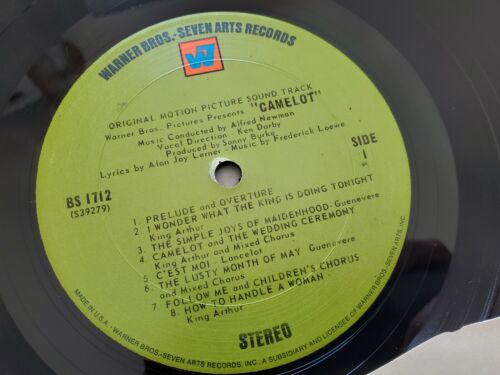 WARNER BROS.-SEVEN ARTS RECORDS
W7
ORIGINAL MOTION PICTURE SOUND TRACK
Warner Bros. Pictures Presents "CAMELOT"
Music Conducted by Alfred Newman
Vocal Direction - Ken Darby
Produced by Sonny Burke
Lyrics by Alan Jay Lerner - Music by Frederick Loewe
BS 1712
(S39279)
SIDE
1
1. PRELUDE and OVERTURE
2. I WONDER WHAT THE KING IS DOING TONIGHT
King Arthur
3. THE SIMPLE JOYS OF MAIDENHOOD - Guenevere
4. CAMELOT and THE WEDDING CEREMONY
King Arthur and Mixed Chorus
5. C'EST MOI - Lancelot
6. THE LUSTY MONTH OF MAY - Guenevere
and Mixed Chorus
7. FOLLOW ME and CHILDREN'S CHORUS
8. HOW TO HANDLE A WOMAN
King Arthur
STEREO
MADE IN U.S.A. · WARNER BROS.-SEVEN ARTS RECORDS, INC., A SUBSIDIARY AND LICENSEE OF WARNER BROS.-SEVEN ARTS, INC.